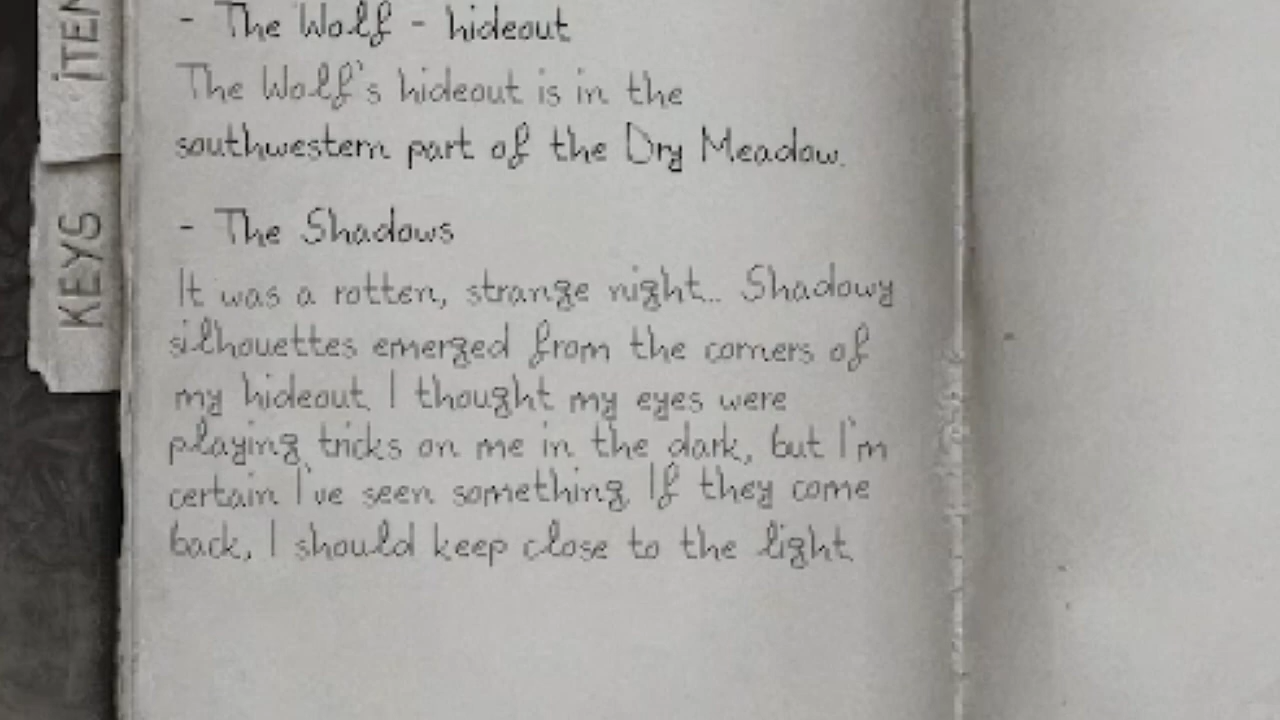 - The Wolf - hideout
The Wolf's hideout is in the
southwestern part of the Dry Meadow.
- The Shadows
It was a rotten, strange night... Shadowy
silhouettes emerged from the corners of
my hideout. I thought my eyes were
playing tricks on me in the dark, but I'm
certain I've seen something. If they come
back, I should keep close to the light.
ITEM
KEYS